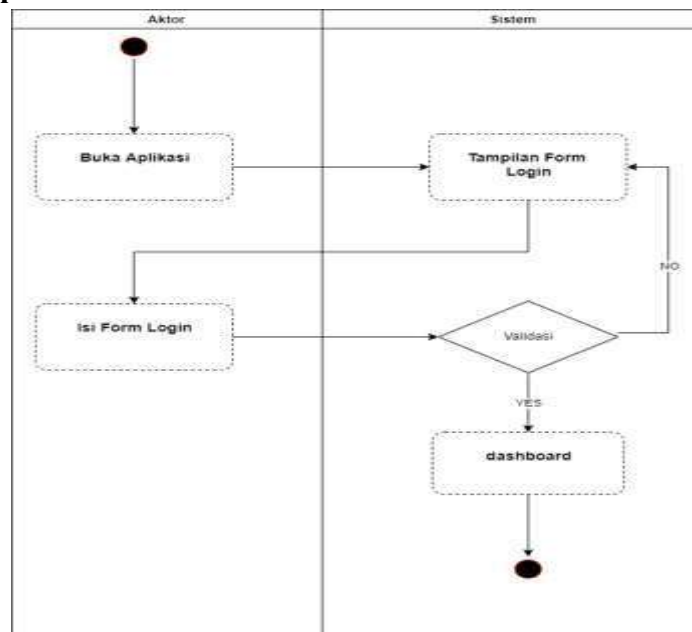 Aktor
Sistem
Buka Aplikasi
Tampilan Form
Login
Isi Form Login
Validasi
NO
YES
dashboard